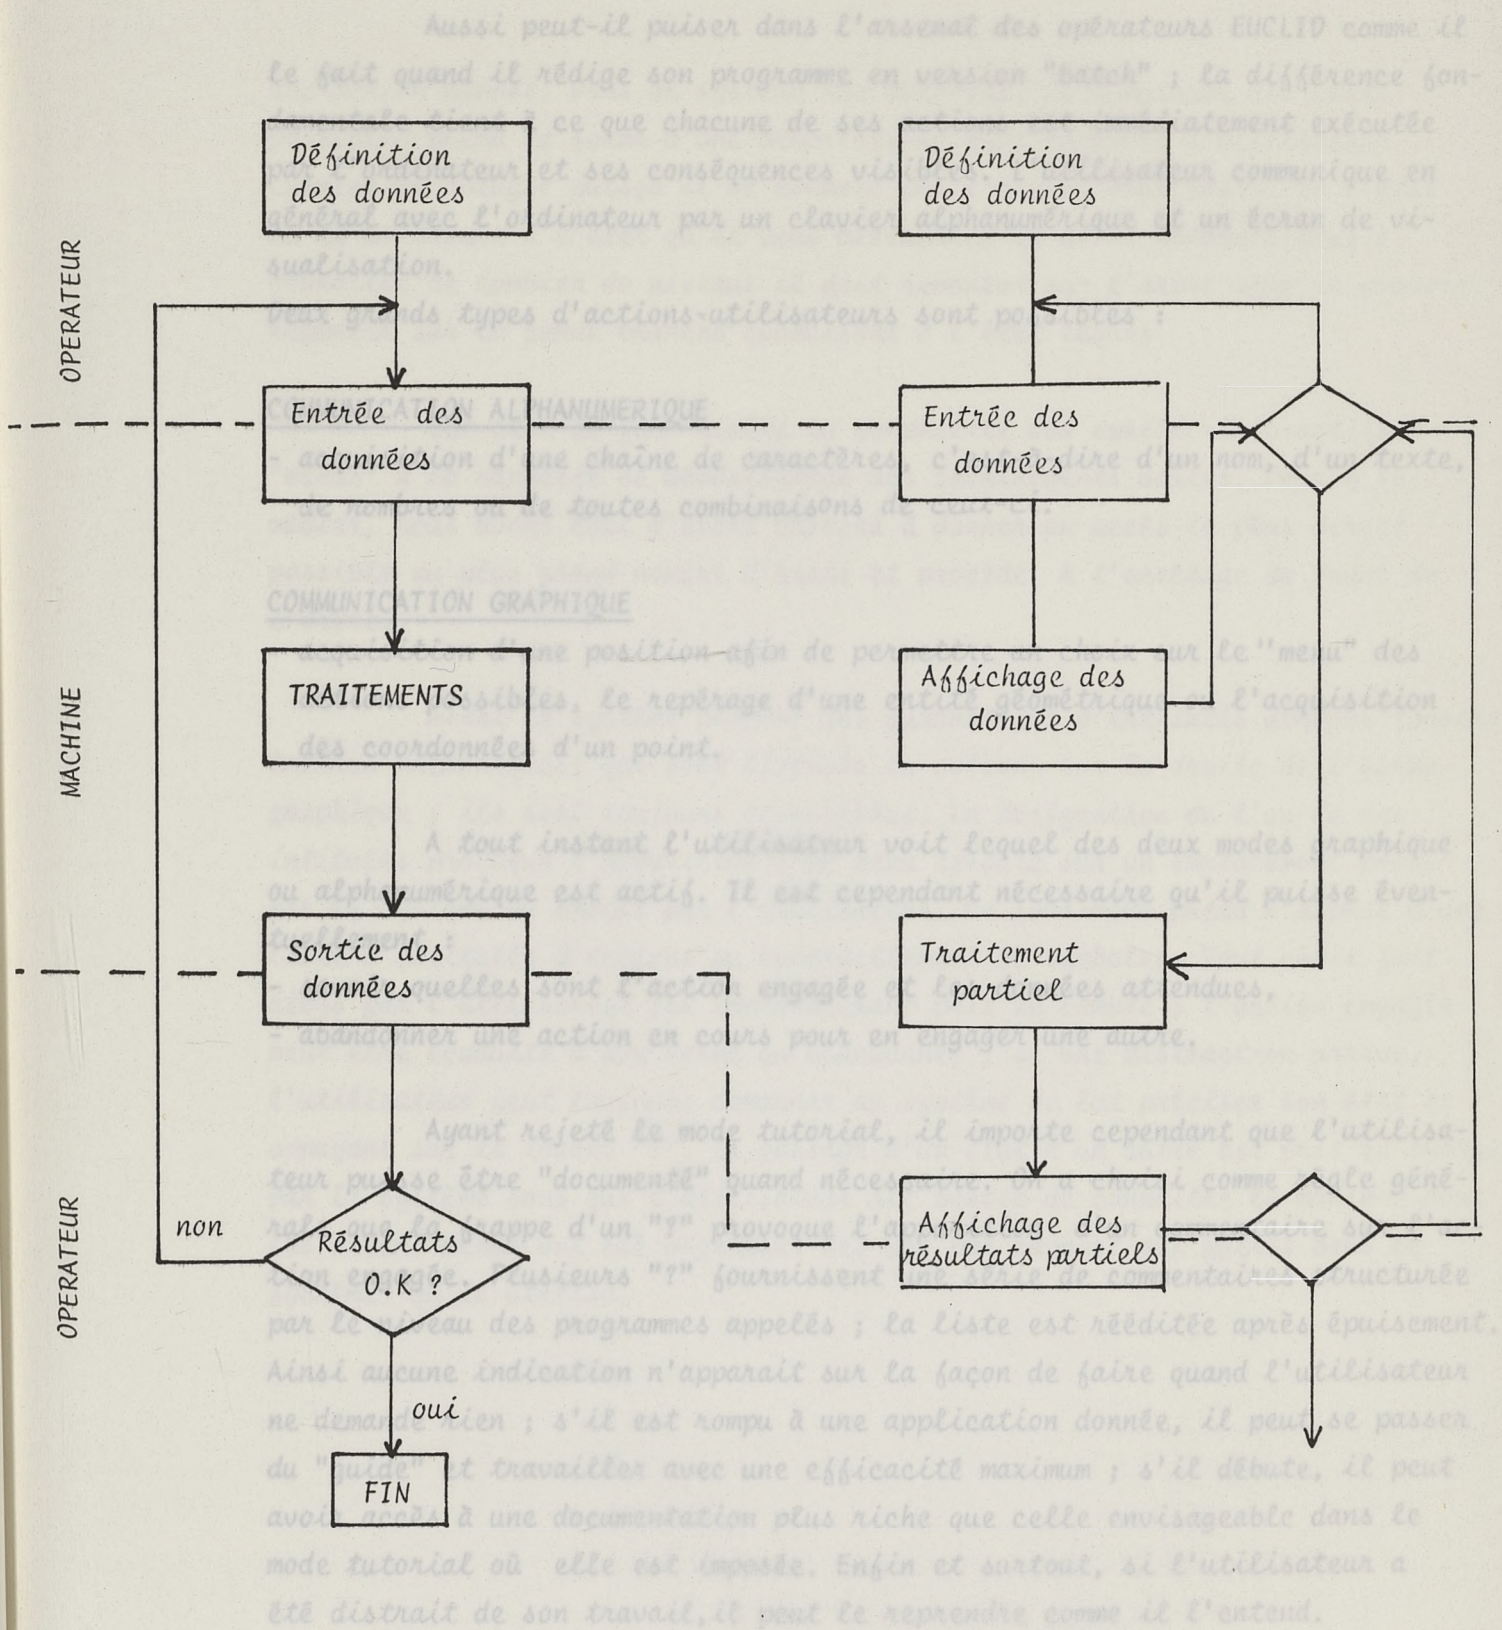 Aussi peut-il puiser dans l'arsenal des opérateurs EUCLID comme il
le fait quand il rédige son programme en version "batch" ; la différence fon-
damentale tient à ce que chacune de ses actions est immédiatement exécutée
par l'ordinateur et ses conséquences visibles. L'utilisateur communique en
général avec l'ordinateur par un clavier alphanumérique et un écran de vi-
sualisation.
Deux grands types d'actions-utilisateurs sont possibles :
COMMUNICATION ALPHANUMERIQUE
- acquisition d'une chaîne de caractères, c'est à dire d'un nom, d'un texte,
de nombres ou de toutes combinaisons de ceux-ci.
COMMUNICATION GRAPHIQUE
acquisition d'une position afin de permettre un choix sur le "menu" des
possibles, le repérage d'une entité géométrique ou l'acquisition
des coordonnées d'un point.
A tout instant l'utilisateur voit lequel des deux modes graphique
ou alphanumérique est actif. Il est cependant nécessaire qu'il puisse éven-
tuellement :
- quelles sont l'action engagée et les données attendues,
- abandonner une action en cours pour en engager une autre.
Ayant rejeté le mode tutorial, il importe cependant que l'utilisa-
teur puisse être "documenté" quand nécessaire. On a choisi comme règle géné-
rale que la frappe d'un "?" provoque l'apparition d'un commentaire sur l'ac-
tion engagée. Plusieurs "?" fournissent une série de commentaires structurée
par le niveau des programmes appelés ; la liste est rééditée après épuisement.
Ainsi aucune indication n'apparait sur la façon de faire quand l'utilisateur
ne demande rien ; s'il est rompu à une application donnée, il peut se passer
du "guide" et travailler avec une efficacité maximum ; s'il débute, il peut
avoir accès à une documentation plus riche que celle envisageable dans le
mode tutorial où elle est imposée. Enfin et surtout, si l'utilisateur a
été distrait de son travail, il peut le reprendre comme il l'entend.
OPERATEUR
MACHINE
OPERATEUR
Définition
des données
Entrée des
données
TRAITEMENTS
Sortie des
données
Résultats
O.K ?
non
oui
FIN
Définition
des données
Entrée des
données
Affichage des
données
Traitement
partiel
Affichage des
résultats partiels